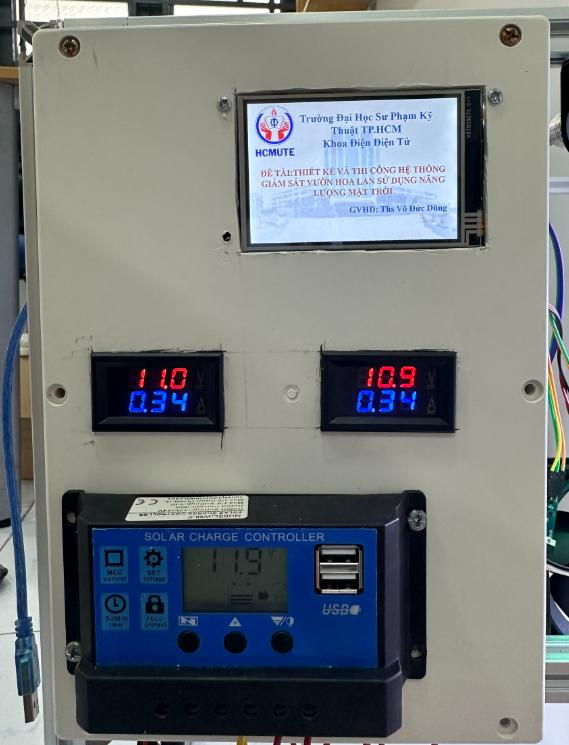 Trường Đại Học Sư Phạm Kỹ
Thuật TP.HCM
Khoa Điện Điện Tử
HCMUTE
ĐỀ TÀI:THIẾT KẾ VÀ THI CÔNG HỆ THỐNG
GIÁM SÁT VƯỜN HOA LAN SỬ DỤNG NĂNG
LƯỢNG MẶT TRỜI
GVHD: Ths Võ Đức Dũng
11.0 V
0.34 A
10.9 V
0.34 A
SOLAR CHARGE CONTROLLER
MCU
control
SET
voltage
11.9 V
Build-in
timer
FULL
protect
USB